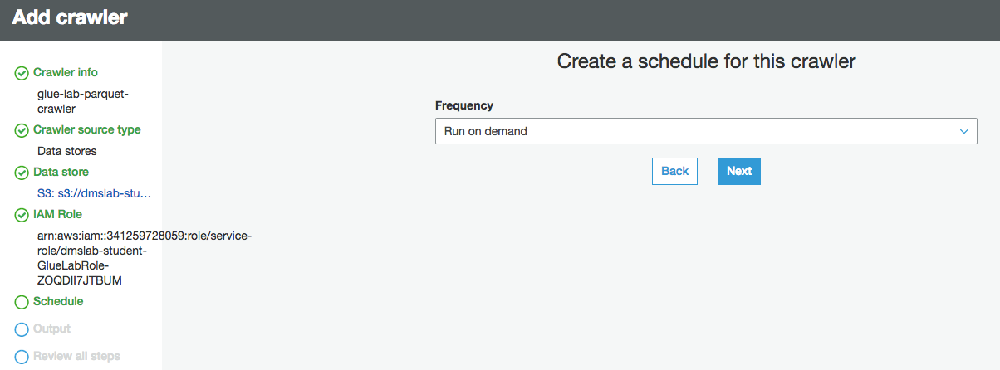 Add crawler
Crawler info
glue-lab-parquet-
crawler
Crawler source type
Data stores
Data store
S3: s3://dmslab-stu...
IAM Role
arn:aws:iam::341259728059:role/service-
role/dmslab-student-
GlueLabRole-
ZOQDII7JTBUM
Schedule
Output
Review all steps
Create a schedule for this crawler
Frequency
Run on demand
Back
Next